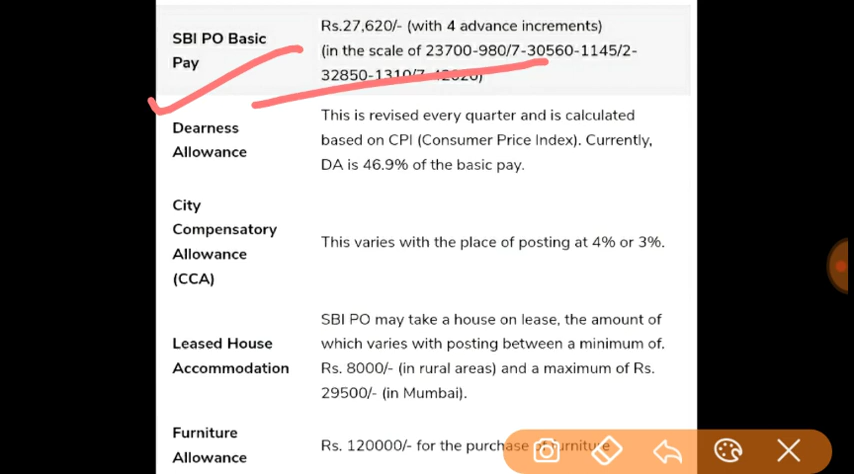 SBI PO Basic
Pay
Rs.27,620/- (with 4 advance increments)
(in the scale of 23700-980/7-30560-1145/2-
32850-1310/7-42020)
Dearness
Allowance
This is revised every quarter and is calculated
based on CPI (Consumer Price Index). Currently,
DA is 46.9% of the basic pay.
City
Compensatory
Allowance
(CCA)
This varies with the place of posting at 4% or 3%.
Leased House
Accommodation
SBI PO may take a house on lease, the amount of
which varies with posting between a minimum of.
Rs. 8000/- (in rural areas) and a maximum of Rs.
29500/- (in Mumbai).
Furniture
Allowance
Rs. 120000/- for the purchase of furniture